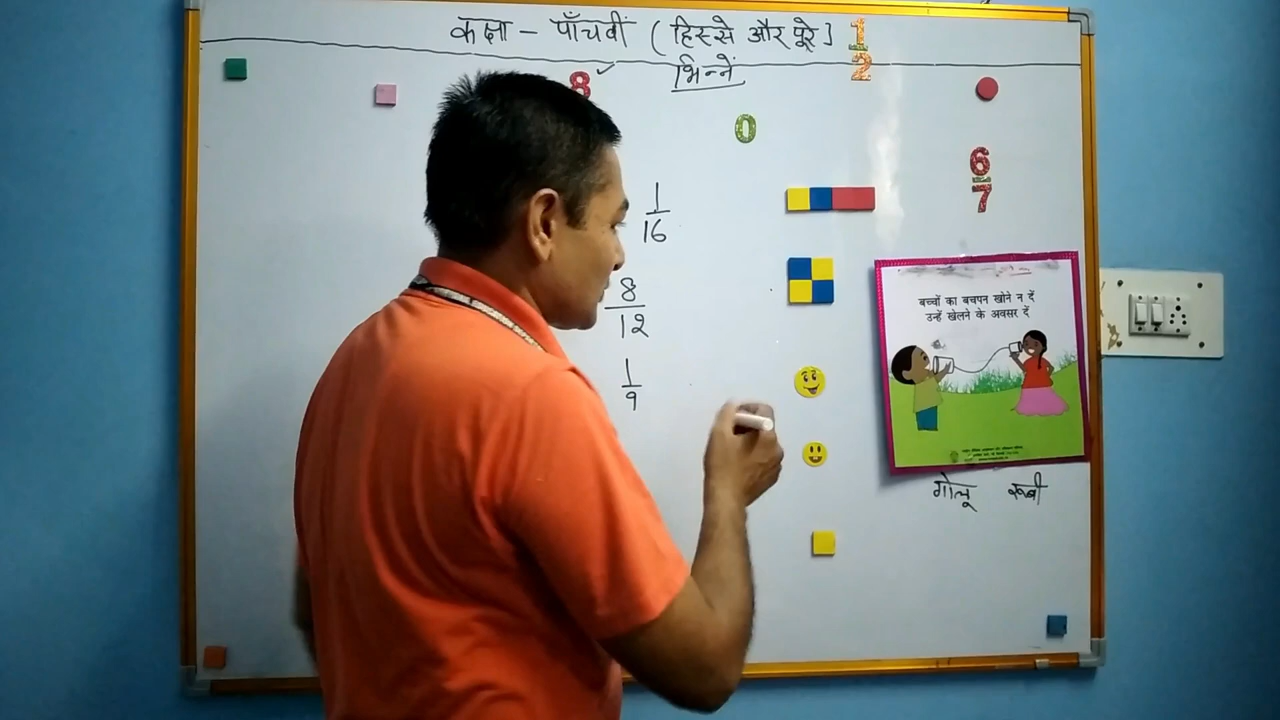 कक्षा - पाँचवीं (हिस्से और पूरे]
1
2
भिन्नें
8
0
6
7
1
16
8
12
1
9
बच्चों का बचपन खोने न दें
उन्हें खेलने के अवसर दें
गोलू रूबी